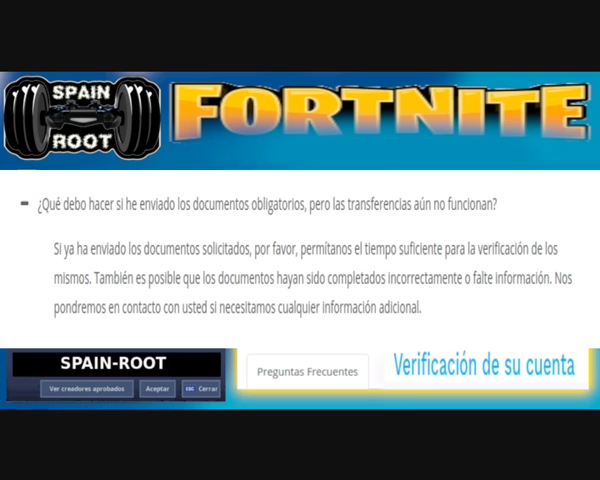 SPAIN
ROOT
FORTNITE
¿Qué debo hacer si he enviado los documentos obligatorios, pero las transferencias aún no funcionan?
Si ya ha enviado los documentos solicitados, por favor, permítanos el tiempo suficiente para la verificación de los
mismos. También es posible que los documentos hayan sido completados incorrectamente o falte información. Nos
pondremos en contacto con usted si necesitamos cualquier información adicional.
SPAIN-ROOT
Ver creadores aprobados
Aceptar
ESC Cerrar
Preguntas Frecuentes
Verificación de su cuenta